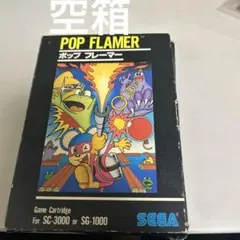 空箱
POP FLAMER™
ポップ フレーマー
Game Cartridge
For SC-3000 or SG-1000
SEGA